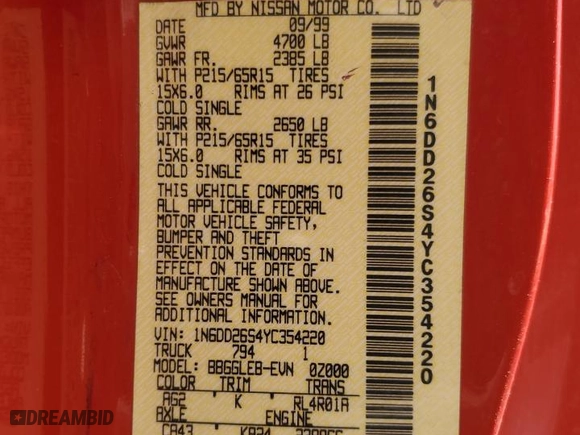 MFD BY NISSAN MOTOR CO. LTD
DATE 09/99
GVWR 4700 LB
GAWR FR. 2385 LB
WITH P215/65R15 TIRES
15X6.0 RIMS AT 26 PSI
COLD SINGLE
GAWR RR. 2650 LB
WITH P215/65R15 TIRES
15X6.0 RIMS AT 35 PSI
COLD SINGLE
THIS VEHICLE CONFORMS TO
ALL APPLICABLE FEDERAL
MOTOR VEHICLE SAFETY,
BUMPER AND THEFT
PREVENTION STANDARDS IN
EFFECT ON THE DATE OF
MANUFACTURE SHOWN ABOVE.
SEE OWNERS MANUAL FOR
ADDITIONAL INFORMATION.
VIN: 1N6DD26S4YC354220
TRUCK 794 1
MODEL: BBGGLEB-EVN 0Z000
COLOR TRIM TRANS
AG2 K RL4R01A
AXLE ENGINE
CA43 KA24
1N6DD26S4YC354220
DREAMBID